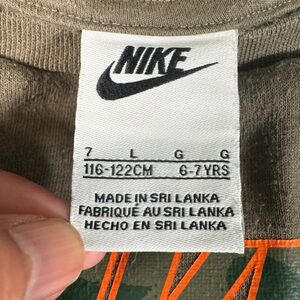 NIKE
7 L G G
116-122CM 6-7YRS
MADE IN SRI LANKA
FABRIQUÉ AU SRI LANKA
HECHO EN SRI LANKA